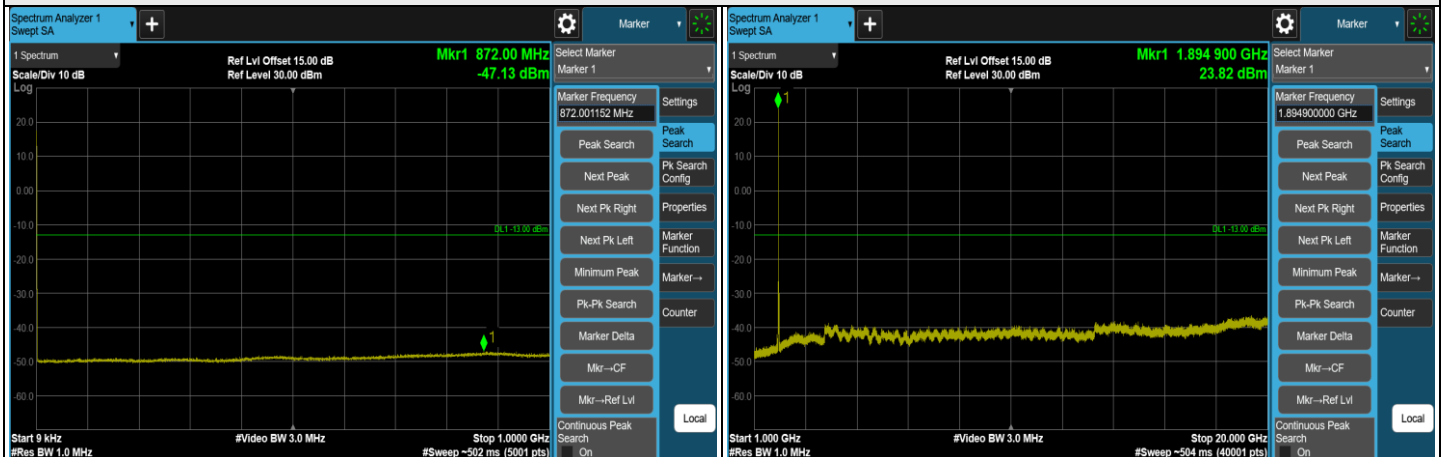 Spectrum Analyzer 1
Swept SA
+
Marker
1 Spectrum
Scale/Div 10 dB
Log
Ref Lvl Offset 15.00 dB
Ref Level 30.00 dBm
Mkr1 872.00 MHz
-47.13 dBm
20.0
10.0
0.00
-10.0
-20.0
-30.0
-40.0
-50.0
-60.0
DL1 -13.00 dBm
1
Start 9 kHz
#Res BW 1.0 MHz
#Video BW 3.0 MHz
Stop 1.0000 GHz
#Sweep ~502 ms (5001 pts)
Select Marker
Marker 1
Marker Frequency
872.001152 MHz
Peak Search
Next Peak
Next Pk Right
Next Pk Left
Minimum Peak
Pk-Pk Search
Marker Delta
Mkr→CF
Mkr→Ref Lvl
Continuous Peak
Search
On
Settings
Peak
Search
Pk Search
Config
Properties
Marker
Function
Marker→
Counter
Local
Spectrum Analyzer 1
Swept SA
+
Marker
1 Spectrum
Scale/Div 10 dB
Log
Ref Lvl Offset 15.00 dB
Ref Level 30.00 dBm
Mkr1 1.894 900 GHz
23.82 dBm
1
20.0
10.0
0.00
-10.0
-20.0
-30.0
-40.0
-50.0
-60.0
DL1 -13.00 dBm
Start 1.000 GHz
#Res BW 1.0 MHz
#Video BW 3.0 MHz
Stop 20.000 GHz
#Sweep ~504 ms (40001 pts)
Select Marker
Marker 1
Marker Frequency
1.894900000 GHz
Peak Search
Next Peak
Next Pk Right
Next Pk Left
Minimum Peak
Pk-Pk Search
Marker Delta
Mkr→CF
Mkr→Ref Lvl
Continuous Peak
Search
On
Settings
Peak
Search
Pk Search
Config
Properties
Marker
Function
Marker→
Counter
Local